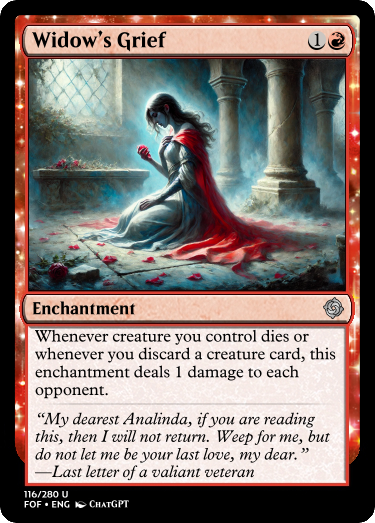 Widow's Grief 1
Enchantment
Whenever creature you control dies or
whenever you discard a creature card, this
enchantment deals 1 damage to each
opponent.
“My dearest Analinda, if you are reading
this, then I will not return. Weep for me, but
do not let me be your last love, my dear.”
—Last letter of a valiant veteran
116/280 U
FOF • ENG ChatGPT